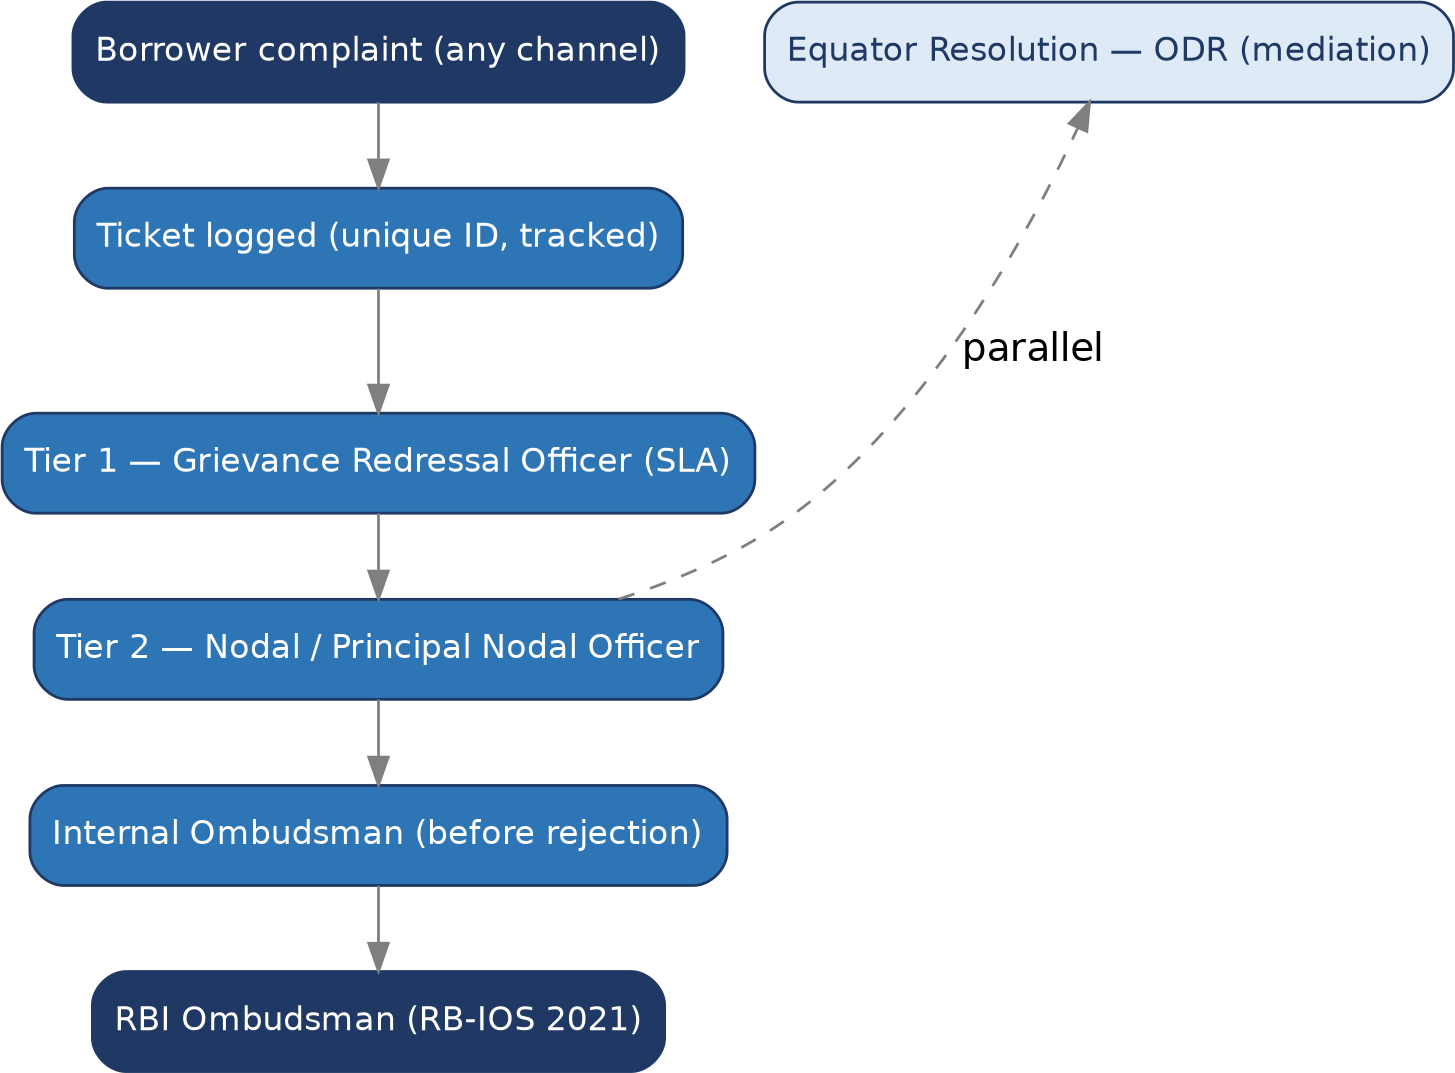 Borrower complaint (any channel)
Equator Resolution — ODR (mediation)
Ticket logged (unique ID, tracked)
parallel
Tier 1 — Grievance Redressal Officer (SLA)
Tier 2 — Nodal / Principal Nodal Officer
Internal Ombudsman (before rejection)
RBI Ombudsman (RB-IOS 2021)